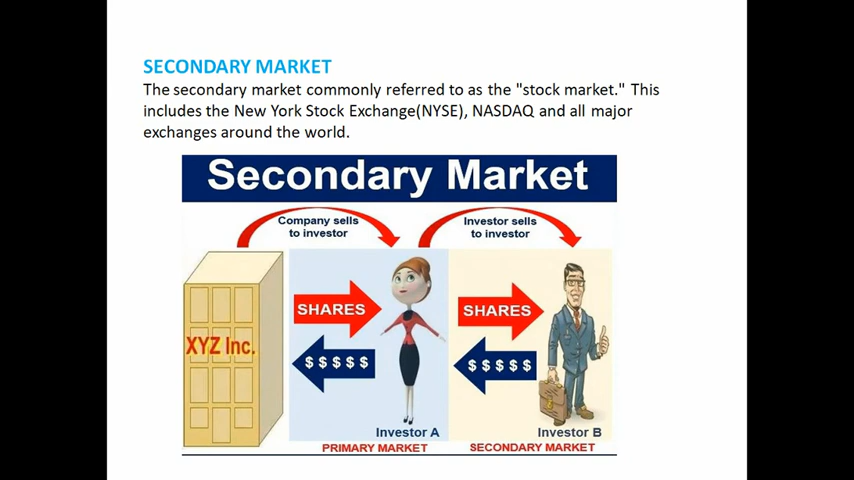 SECONDARY MARKET
The secondary market commonly referred to as the "stock market." This
includes the New York Stock Exchange(NYSE), NASDAQ and all major
exchanges around the world.
Secondary Market
Company sells
to investor
Investor sells
to investor
XYZ Inc.
SHARES
$ $ $ $ $
SHARES
$ $ $ $ $
Investor A
Investor B
PRIMARY MARKET
SECONDARY MARKET